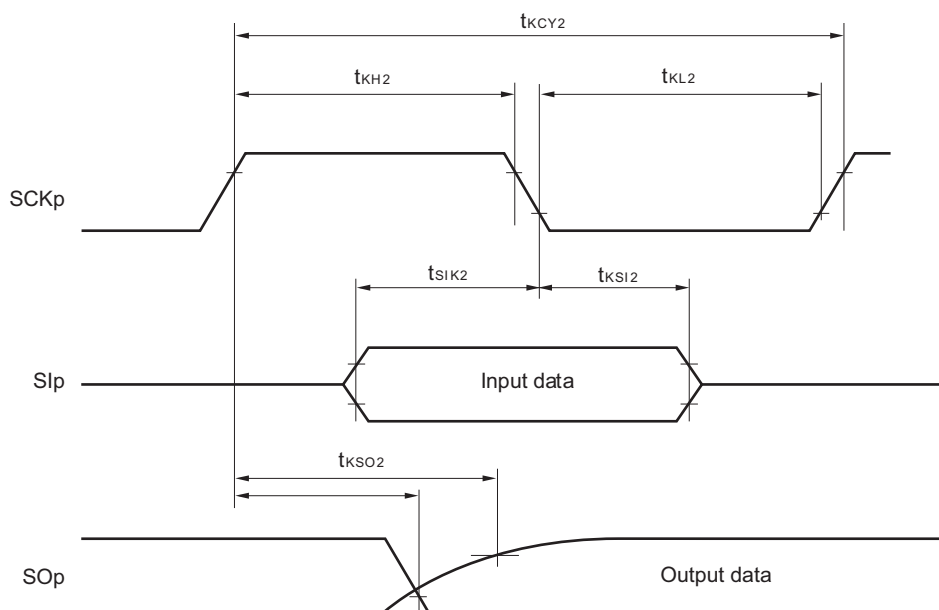 tKCY2
tKH2
tKL2
SCKp
tSIK2
tKSI2
SIp
Input data
tKSO2
SOp
Output data